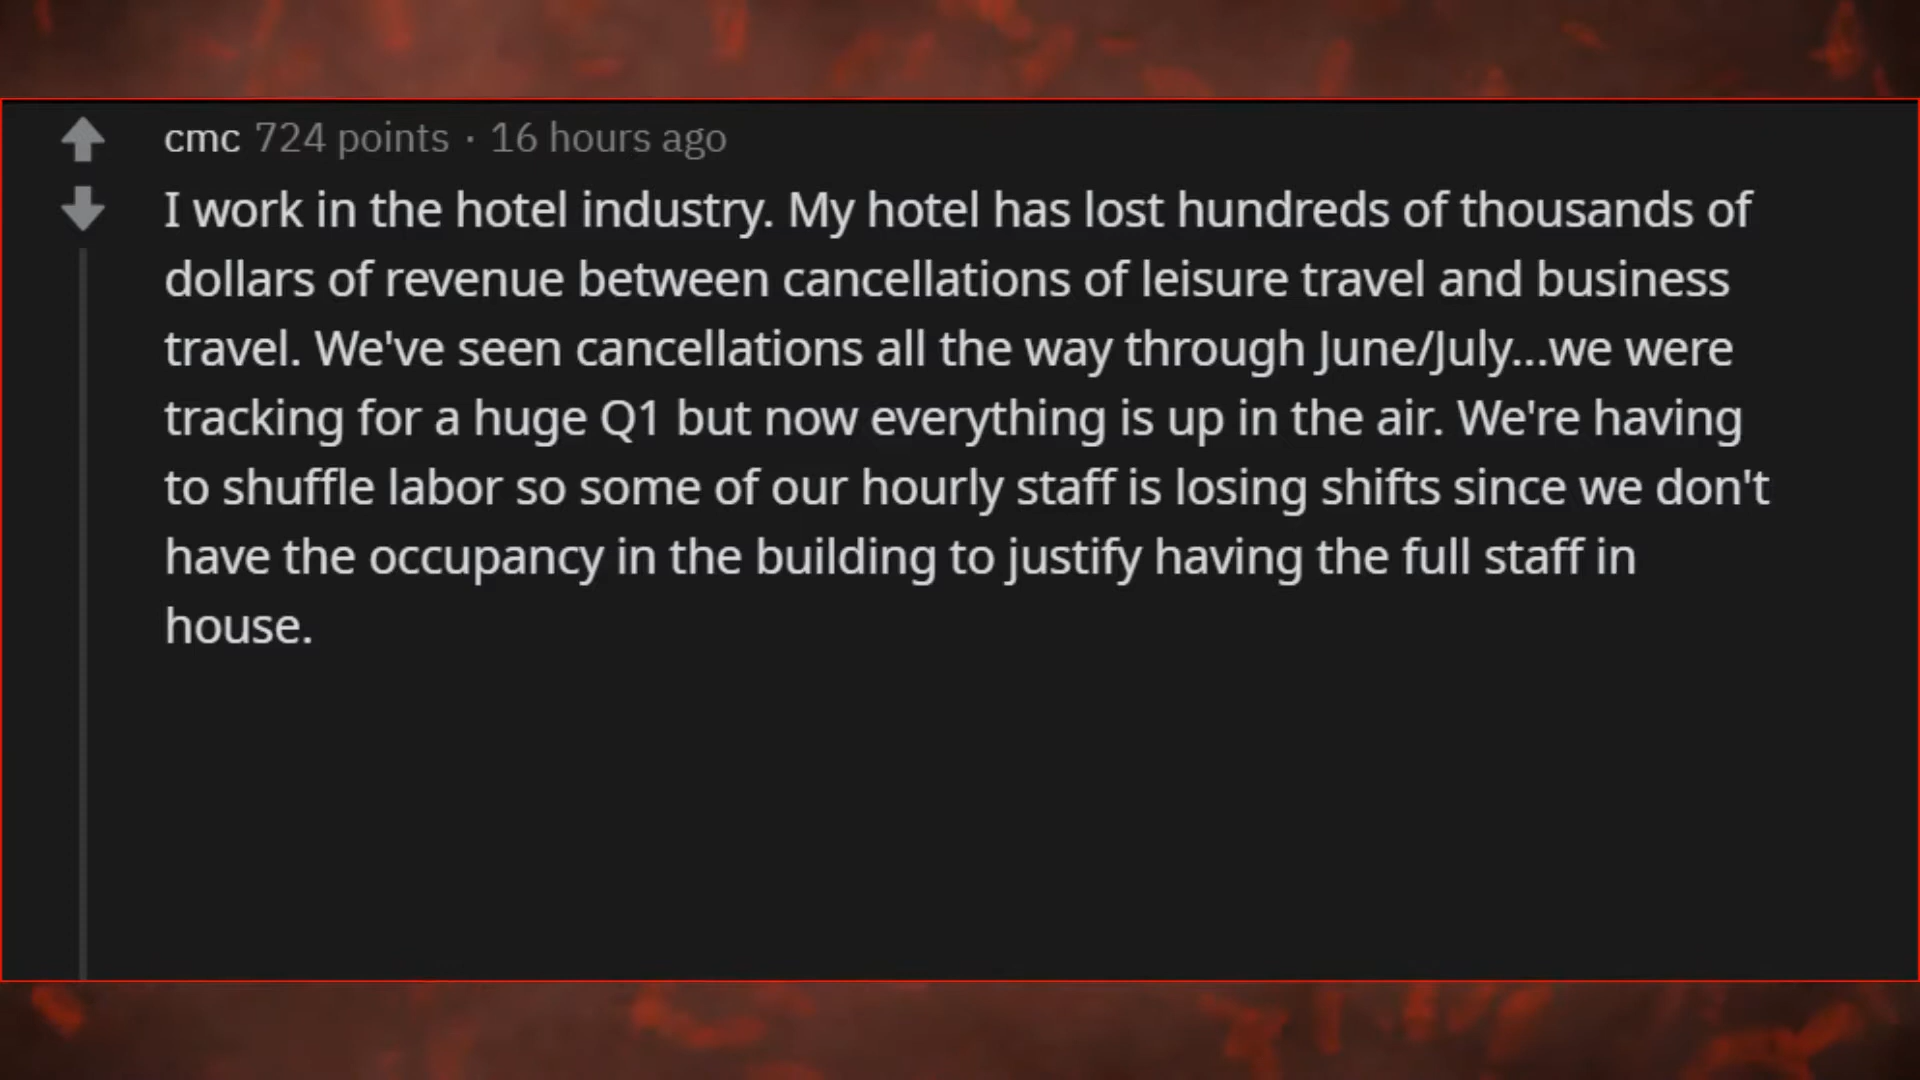 cmc 724 points · 16 hours ago
I work in the hotel industry. My hotel has lost hundreds of thousands of
dollars of revenue between cancellations of leisure travel and business
travel. We've seen cancellations all the way through June/July...we were
tracking for a huge Q1 but now everything is up in the air. We're having
to shuffle labor so some of our hourly staff is losing shifts since we don't
have the occupancy in the building to justify having the full staff in
house.